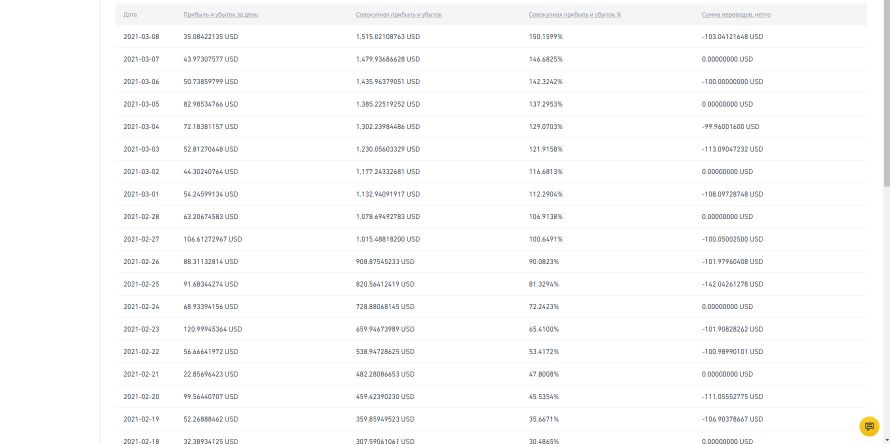 Дата Прибыль и убыток за день Совокупная прибыль и убыток Совокупная прибыль и убыток % Сумма переводов, нетто
2021-03-08 35.08422135 USD 1,515.02108763 USD 150.1599% -103.04121648 USD
2021-03-07 43.97307577 USD 1,479.93686628 USD 146.6825% 0.00000000 USD
2021-03-06 50.73859799 USD 1,435.96379051 USD 142.3242% -100.00000000 USD
2021-03-05 82.98534766 USD 1,385.22519252 USD 137.2953% 0.00000000 USD
2021-03-04 72.18381157 USD 1,302.23984486 USD 129.0703% -99.96001600 USD
2021-03-03 52.81270648 USD 1,230.05603329 USD 121.9158% -113.09047232 USD
2021-03-02 44.30240764 USD 1,177.24332681 USD 116.6813% 0.00000000 USD
2021-03-01 54.24599134 USD 1,132.94091917 USD 112.2904% -108.09728748 USD
2021-02-28 63.20674583 USD 1,078.69492783 USD 106.9138% 0.00000000 USD
2021-02-27 106.61272967 USD 1,015.48818200 USD 100.6491% -100.05002500 USD
2021-02-26 88.31132814 USD 908.87545233 USD 90.0823% -101.97960408 USD
2021-02-25 91.68344274 USD 820.56412419 USD 81.3294% -142.04261278 USD
2021-02-24 68.93394156 USD 728.88068145 USD 72.2423% 0.00000000 USD
2021-02-23 120.99945364 USD 659.94673989 USD 65.4100% -101.90828262 USD
2021-02-22 56.66641972 USD 538.94728625 USD 53.4172% -100.98990101 USD
2021-02-21 22.85696423 USD 482.28086653 USD 47.8008% 0.00000000 USD
2021-02-20 99.56440707 USD 459.42390230 USD 45.5354% -111.05552775 USD
2021-02-19 52.26888462 USD 359.85949523 USD 35.6671% -106.90378667 USD
2021-02-18 32.38934125 USD 307.59061061 USD 30.4865% 0.00000000 USD